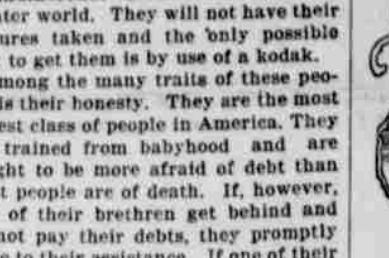 ter world. They will not have their
ures taken and the only possible
to get them is by use of a kodak.
mong the many traits of these peo-
is their honesty. They are the most
est class of people in America. They
trained from babyhood and are
ght to be more afraid of debt than
t people are of death. If, however,
of their brethren get behind and
not pay their debts, they promptly
e to their assistance. If one of their